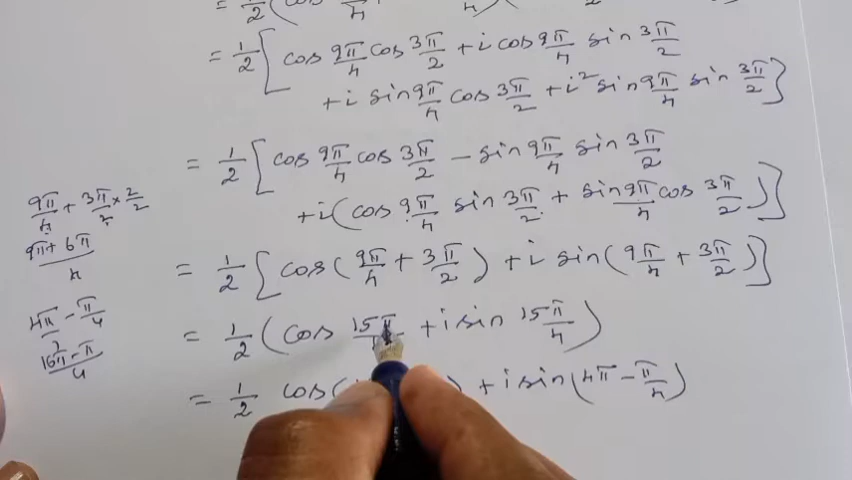 = 1/2 (cos
= 1/2 [ cos 9π/4 cos 3π/2 + i cos 9π/4 sin 3π/2
+ i sin 9π/4 cos 3π/2 + i² sin 9π/4 sin 3π/2 ]
= 1/2 [ cos 9π/4 cos 3π/2 − sin 9π/4 sin 3π/2
+ i ( cos 9π/4 sin 3π/2 + sin 9π/4 cos 3π/2 ) ]
9π/4 + 3π/2 × 2/2
9π + 6π/4
= 1/2 [ cos ( 9π/4 + 3π/2 ) + i sin ( 9π/4 + 3π/2 ) ]
4π − π/4
16π − π/4
= 1/2 ( cos 15π/4 + i sin 15π/4 )
= 1/2 cos( ) + i sin ( 4π − π/4 )